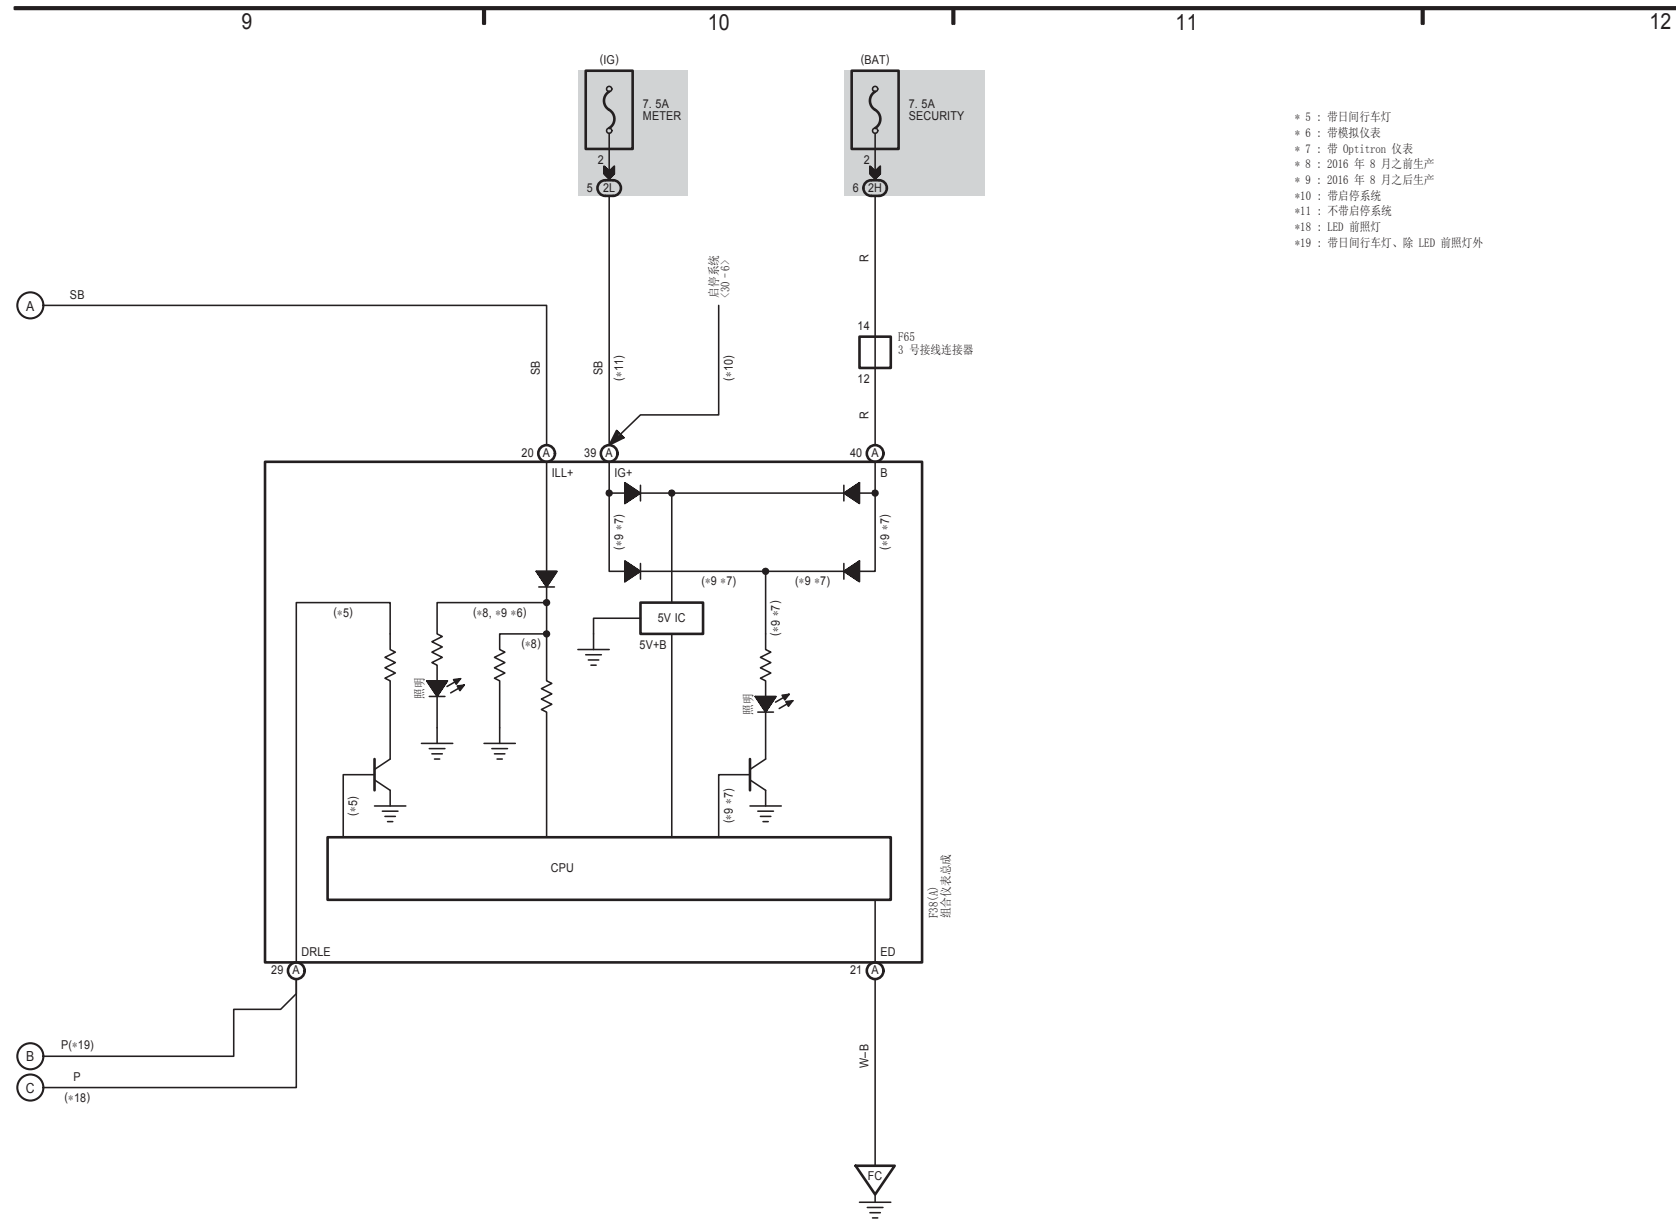 9
10
11
12
(IG)
7. 5A
METER
2
5
2L
(BAT)
7. 5A
SECURITY
2
6
2H
* 5 : 带日间行车灯
* 6 : 带模拟仪表
* 7 : 带 Optitron 仪表
* 8 : 2016 年 8 月之前生产
* 9 : 2016 年 8 月之后生产
*10 : 带启停系统
*11 : 不带启停系统
*18 : LED 前照灯
*19 : 带日间行车灯、除 LED 前照灯外
A
SB
SB
SB
(*11)
启停系统
<30-6>
(*10)
R
14
F65
3 号接线连接器
12
R
20
A
ILL+
39
A
IG+
40
A
B
(*9 *7)
(*9 *7)
(*9 *7)
(*9 *7)
(*5)
(*8, *9 *6)
(*8)
5V IC
5V+B
(*9 *7)
照明
照明
(*5)
(*9 *7)
CPU
F38(A)
组合仪表总成
DRLE
29
A
ED
21
A
B
P(*19)
C
P
(*18)
W-B
FC